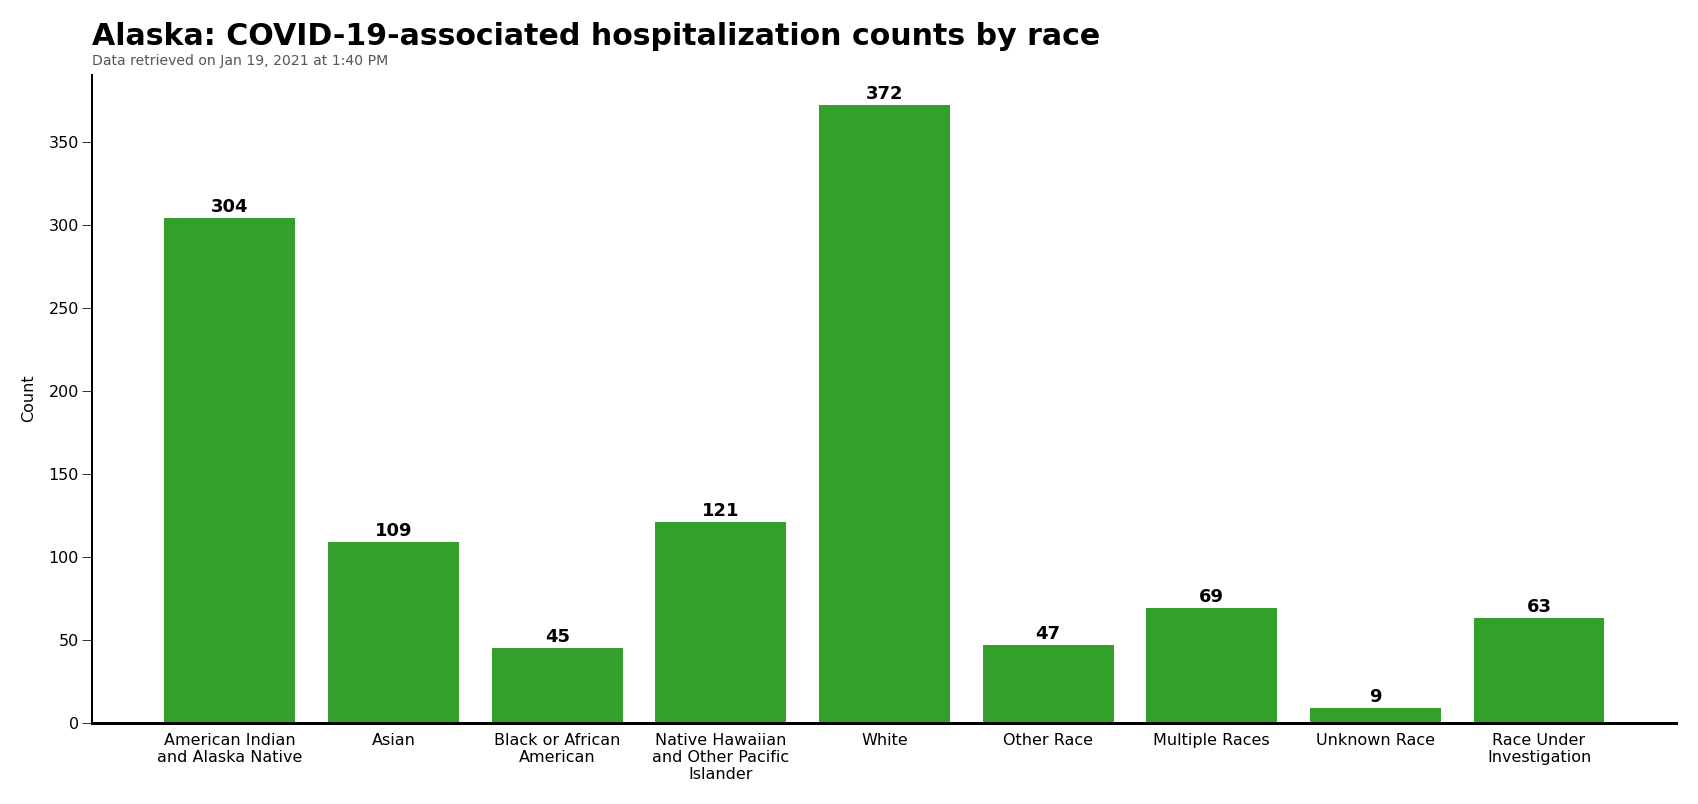 Alaska: COVID-19-associated hospitalization counts by race
Data retrieved on Jan 19, 2021 at 1:40 PM
Count
350
300
250
200
150
100
50
0
304
109
45
121
372
47
69
9
63
American Indian
and Alaska Native
Asian
Black or African
American
Native Hawaiian
and Other Pacific
Islander
White
Other Race
Multiple Races
Unknown Race
Race Under
Investigation